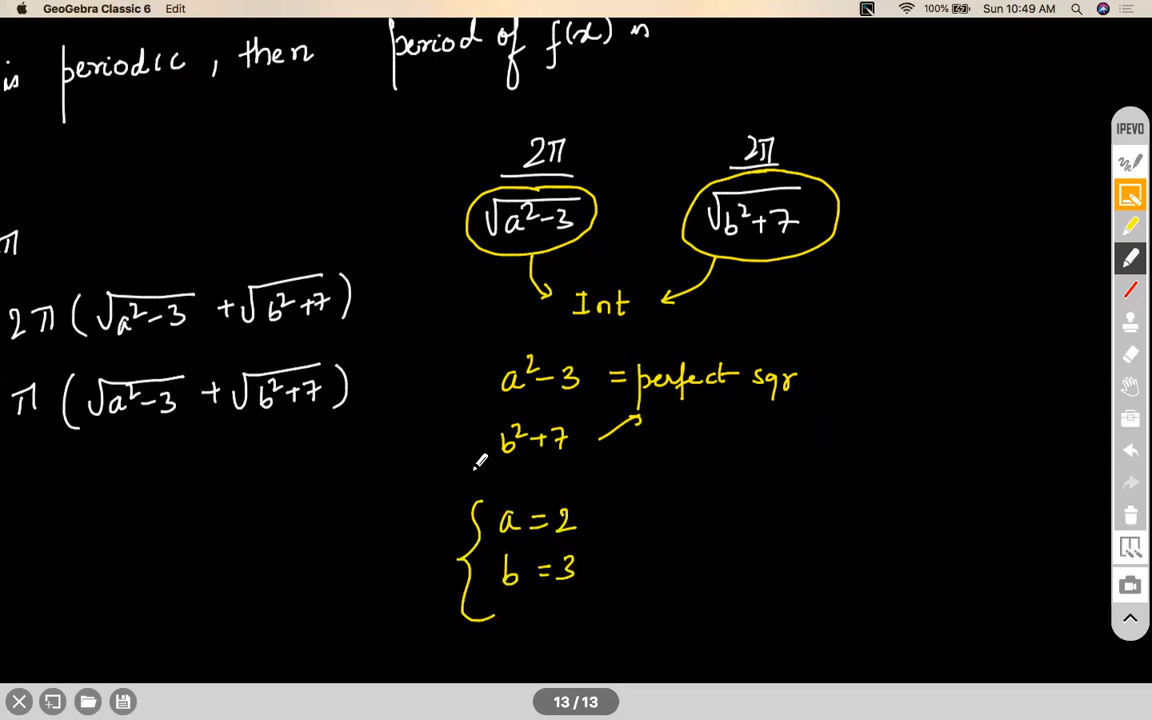 GeoGebra Classic 6 Edit 100% Sun 10:49 AM
is periodic, then period of f(x) is
2π/√(a²-3) 2π/√(b²+7)
IPEVO
π
Int
2π(√(a²-3) + √(b²+7))
a²-3 = perfect sqr
π(√(a²-3) + √(b²+7))
b²+7
a = 2
b = 3
13/13